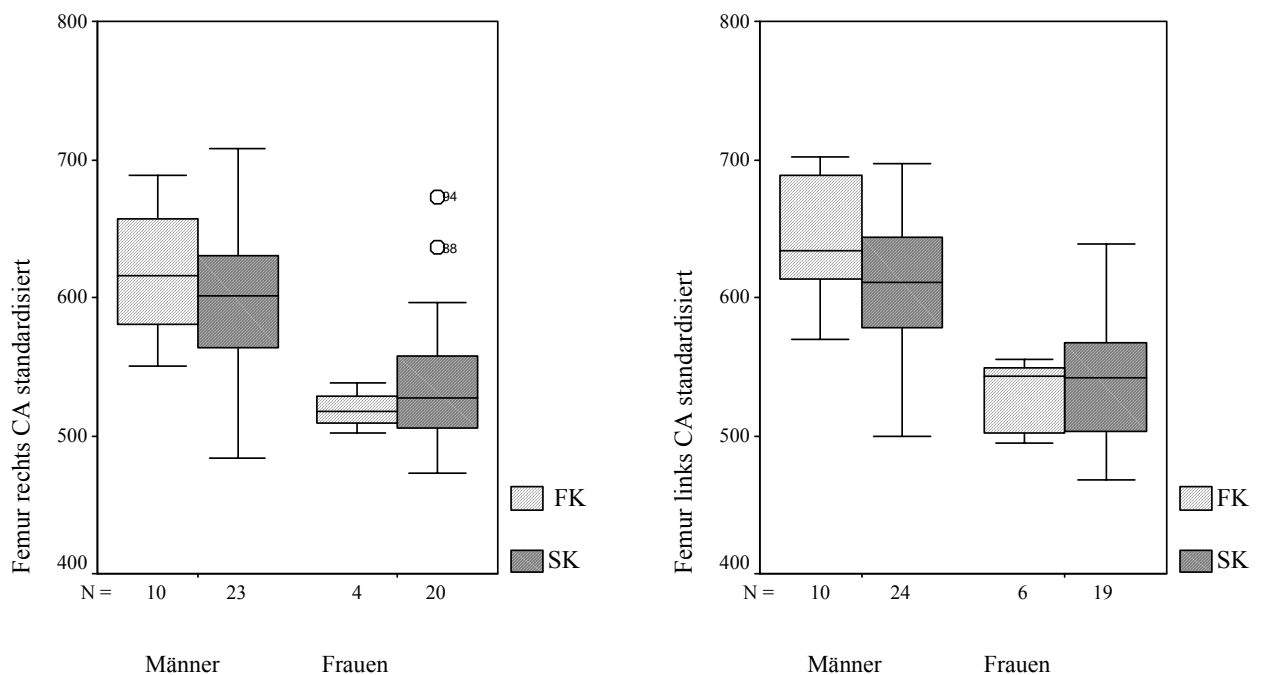 Femur rechts CA standardisiert
800
700
600
500
400
94
88
FK
SK
N = 10 23 4 20
Männer Frauen
Femur links CA standardisiert
800
700
600
500
400
FK
SK
N = 10 24 6 19
Männer Frauen